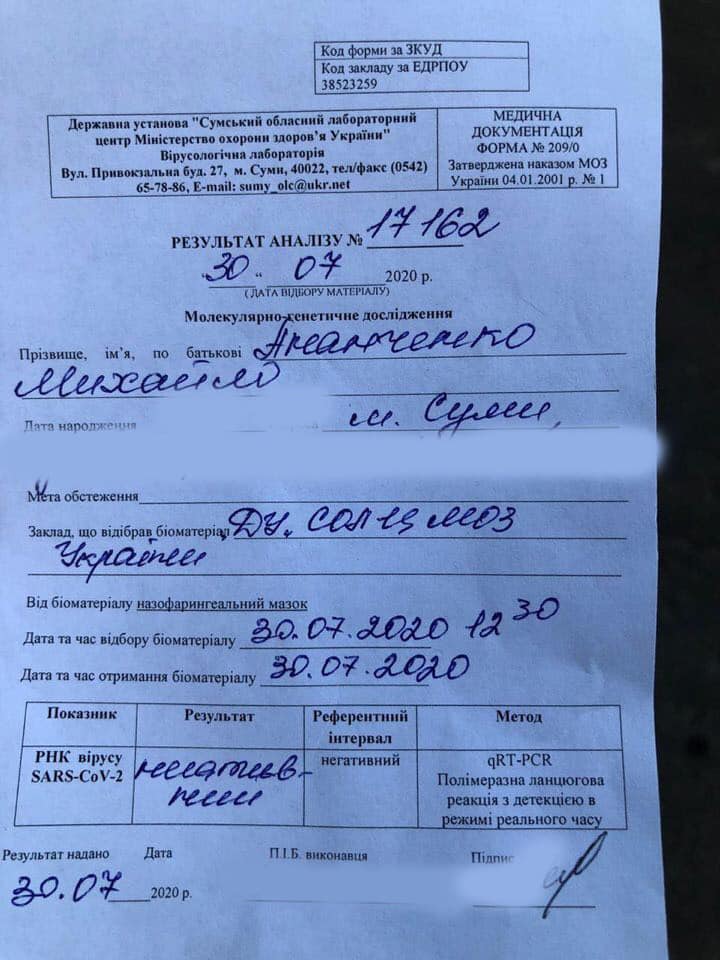 Код форми за ЗКУД
Код закладу за ЕДРПОУ
38523259
Державна установа "Сумський обласний лабораторний
центр Міністерство охорони здоров'я України"
Вірусологічна лабораторія
Вул. Привокзальна буд. 27, м. Суми, 40022, тел/факс (0542)
65-78-86, E-mail: sumy_olc@ukr.net
МЕДИЧНА
ДОКУМЕНТАЦІЯ
ФОРМА № 209/0
Затверджена наказом МОЗ
України 04.01.2001 р. № 1
РЕЗУЛЬТАТ АНАЛІЗУ № 17162
"30" 07 2020 р.
(ДАТА ВІДБОРУ МАТЕРІАЛУ)
Молекулярно-генетичне дослідження
Прізвище, ім'я, по батькові Ананченко
Михайло
Дата народження м. Суми,
Мета обстеження
Заклад, що відібрав біоматеріал ДУ, СОЛЦ МОЗ
України
Від біоматеріалу назофарингеальний мазок
Дата та час відбору біоматеріалу 30.07.2020 12 30
Дата та час отримання біоматеріалу 30.07.2020
Показник Результат Референтний інтервал Метод
РНК вірусу SARS-CoV-2
негативний
qRT-PCR
Полімеразна ланцюгова
реакція з детекцією в
режимі реального часу
Результат надано Дата П.І.Б. виконавця
30.07 2020 р.